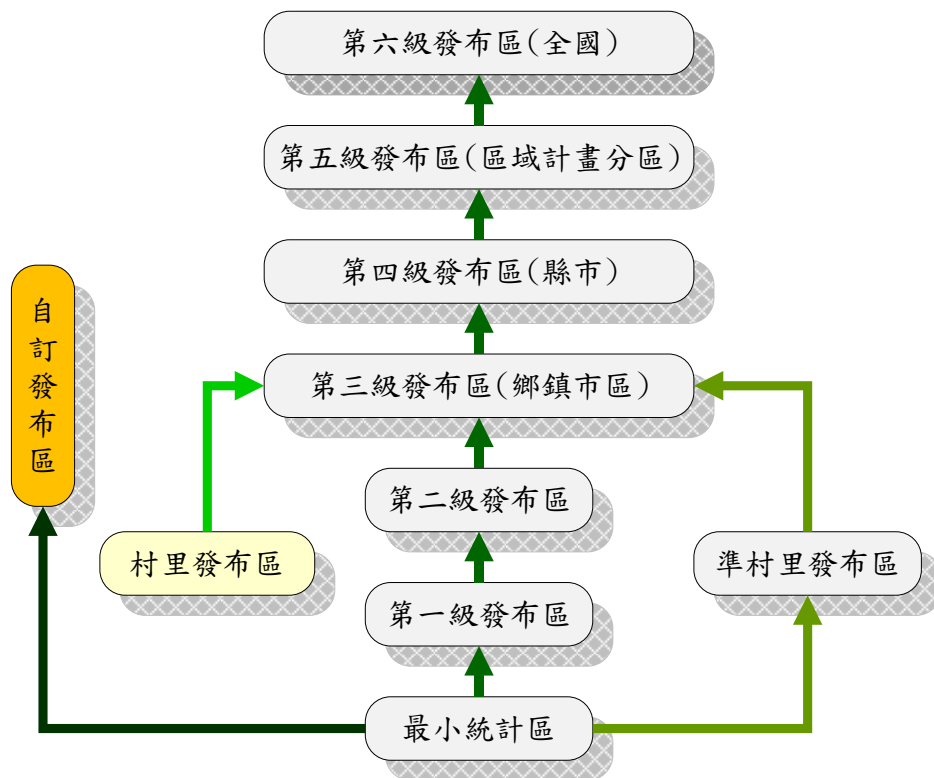 第六級發布區(全國)
第五級發布區(區域計畫分區)
第四級發布區(縣市)
自訂發布區
第三級發布區(鄉鎮市區)
第二級發布區
村里發布區
準村里發布區
第一級發布區
最小統計區